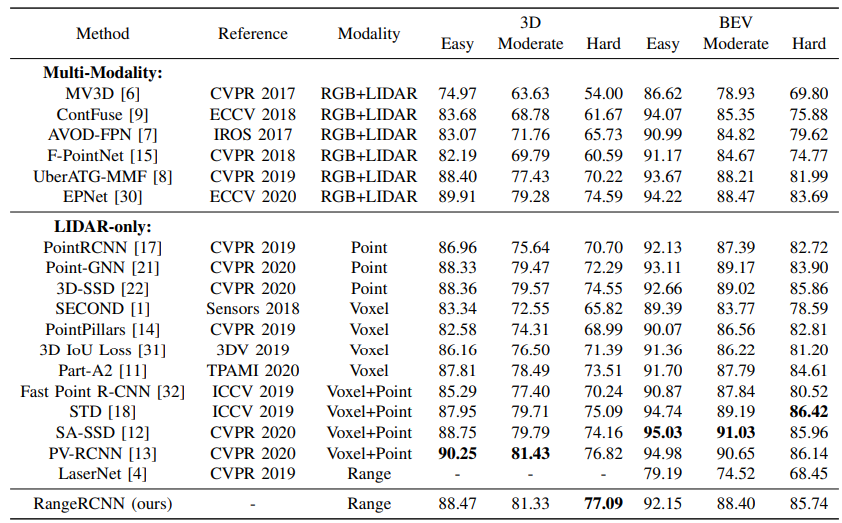 Method Reference Modality 3D BEV
Easy Moderate Hard Easy Moderate Hard
Multi-Modality:
MV3D [6] CVPR 2017 RGB+LIDAR 74.97 63.63 54.00 86.62 78.93 69.80
ContFuse [9] ECCV 2018 RGB+LIDAR 83.68 68.78 61.67 94.07 85.35 75.88
AVOD-FPN [7] IROS 2017 RGB+LIDAR 83.07 71.76 65.73 90.99 84.82 79.62
F-PointNet [15] CVPR 2018 RGB+LIDAR 82.19 69.79 60.59 91.17 84.67 74.77
UberATG-MMF [8] CVPR 2019 RGB+LIDAR 88.40 77.43 70.22 93.67 88.21 81.99
EPNet [30] ECCV 2020 RGB+LIDAR 89.91 79.28 74.59 94.22 88.47 83.69
LIDAR-only:
PointRCNN [17] CVPR 2019 Point 86.96 75.64 70.70 92.13 87.39 82.72
Point-GNN [21] CVPR 2020 Point 88.33 79.47 72.29 93.11 89.17 83.90
3D-SSD [22] CVPR 2020 Point 88.36 79.57 74.55 92.66 89.02 85.86
SECOND [1] Sensors 2018 Voxel 83.34 72.55 65.82 89.39 83.77 78.59
PointPillars [14] CVPR 2019 Voxel 82.58 74.31 68.99 90.07 86.56 82.81
3D IoU Loss [31] 3DV 2019 Voxel 86.16 76.50 71.39 91.36 86.22 81.20
Part-A2 [11] TPAMI 2020 Voxel 87.81 78.49 73.51 91.70 87.79 84.61
Fast Point R-CNN [32] ICCV 2019 Voxel+Point 85.29 77.40 70.24 90.87 87.84 80.52
STD [18] ICCV 2019 Voxel+Point 87.95 79.71 75.09 94.74 89.19 86.42
SA-SSD [12] CVPR 2020 Voxel+Point 88.75 79.79 74.16 95.03 91.03 85.96
PV-RCNN [13] CVPR 2020 Voxel+Point 90.25 81.43 76.82 94.98 90.65 86.14
LaserNet [4] CVPR 2019 Range - - - 79.19 74.52 68.45
RangeRCNN (ours) - Range 88.47 81.33 77.09 92.15 88.40 85.74